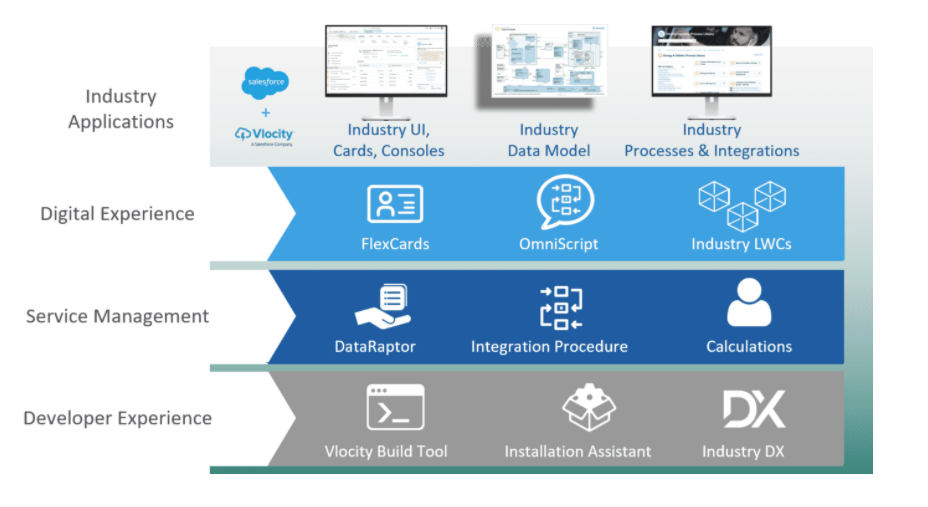 Industry
Applications
salesforce
+
Vlocity
A Salesforce Company
Industry UI,
Cards, Consoles
Industry
Data Model
Industry
Processes & Integrations
Digital Experience
FlexCards
OmniScript
Industry LWCs
Service Management
DataRaptor
Integration Procedure
Calculations
Developer Experience
Vlocity Build Tool
Installation Assistant
DX
Industry DX